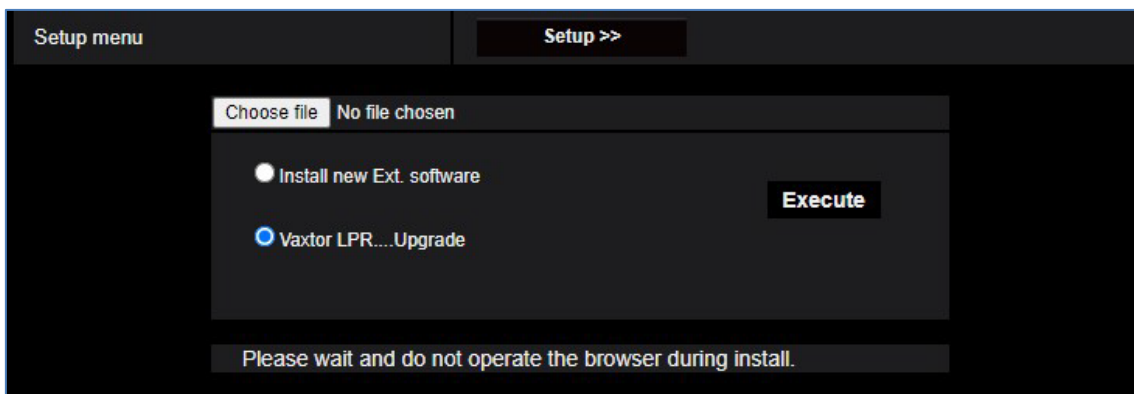 Setup menu
Setup >>
Choose file No file chosen
Install new Ext. software
Execute
Vaxtor LPR....Upgrade
Please wait and do not operate the browser during install.